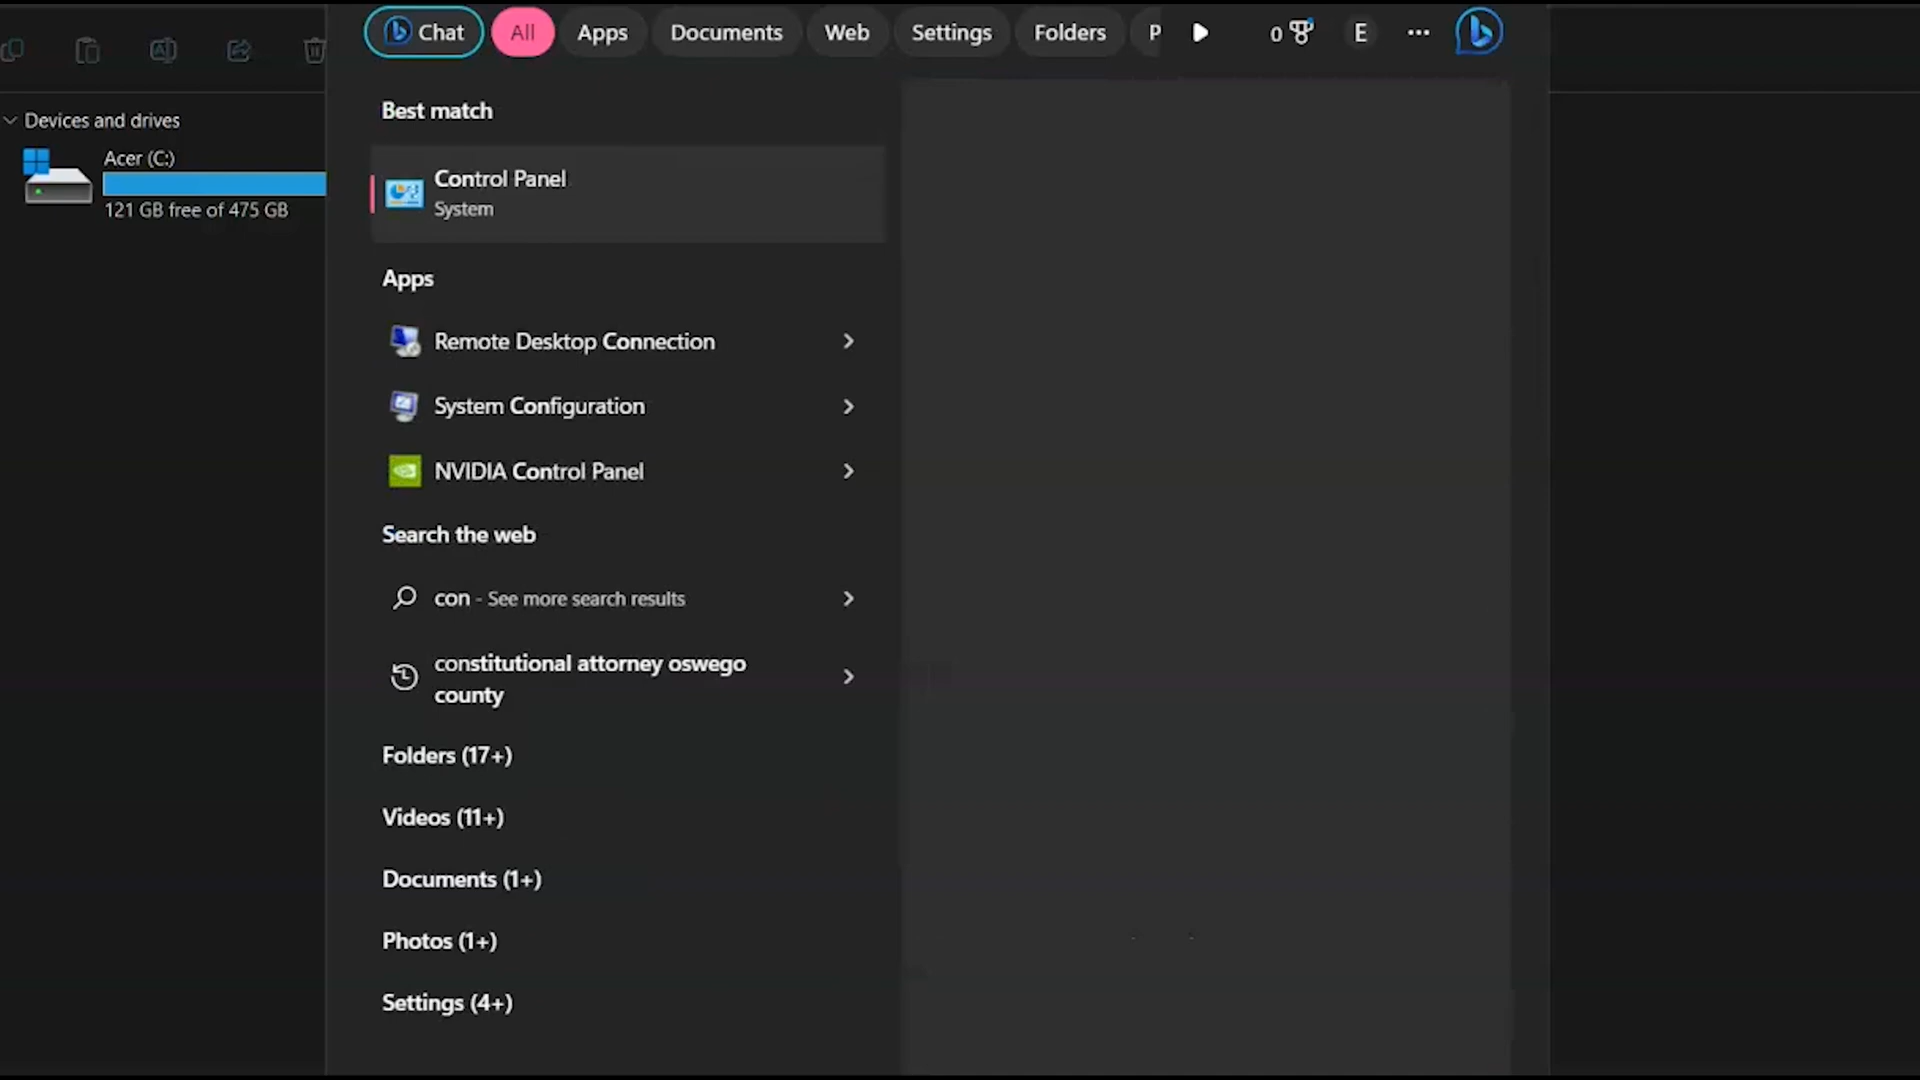 Chat All Apps Documents Web Settings Folders P 0 E
Devices and drives
Acer (C:)
121 GB free of 475 GB
Best match
Control Panel
System
Apps
Remote Desktop Connection
System Configuration
NVIDIA Control Panel
Search the web
con - See more search results
constitutional attorney oswego
county
Folders (17+)
Videos (11+)
Documents (1+)
Photos (1+)
Settings (4+)